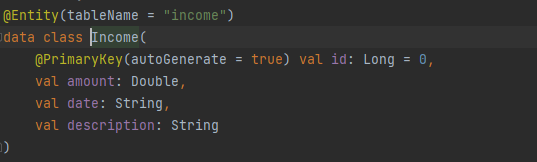 @Entity(tableName = "income")
data class Income(
    @PrimaryKey(autoGenerate = true) val id: Long = 0,
    val amount: Double,
    val date: String,
    val description: String
)